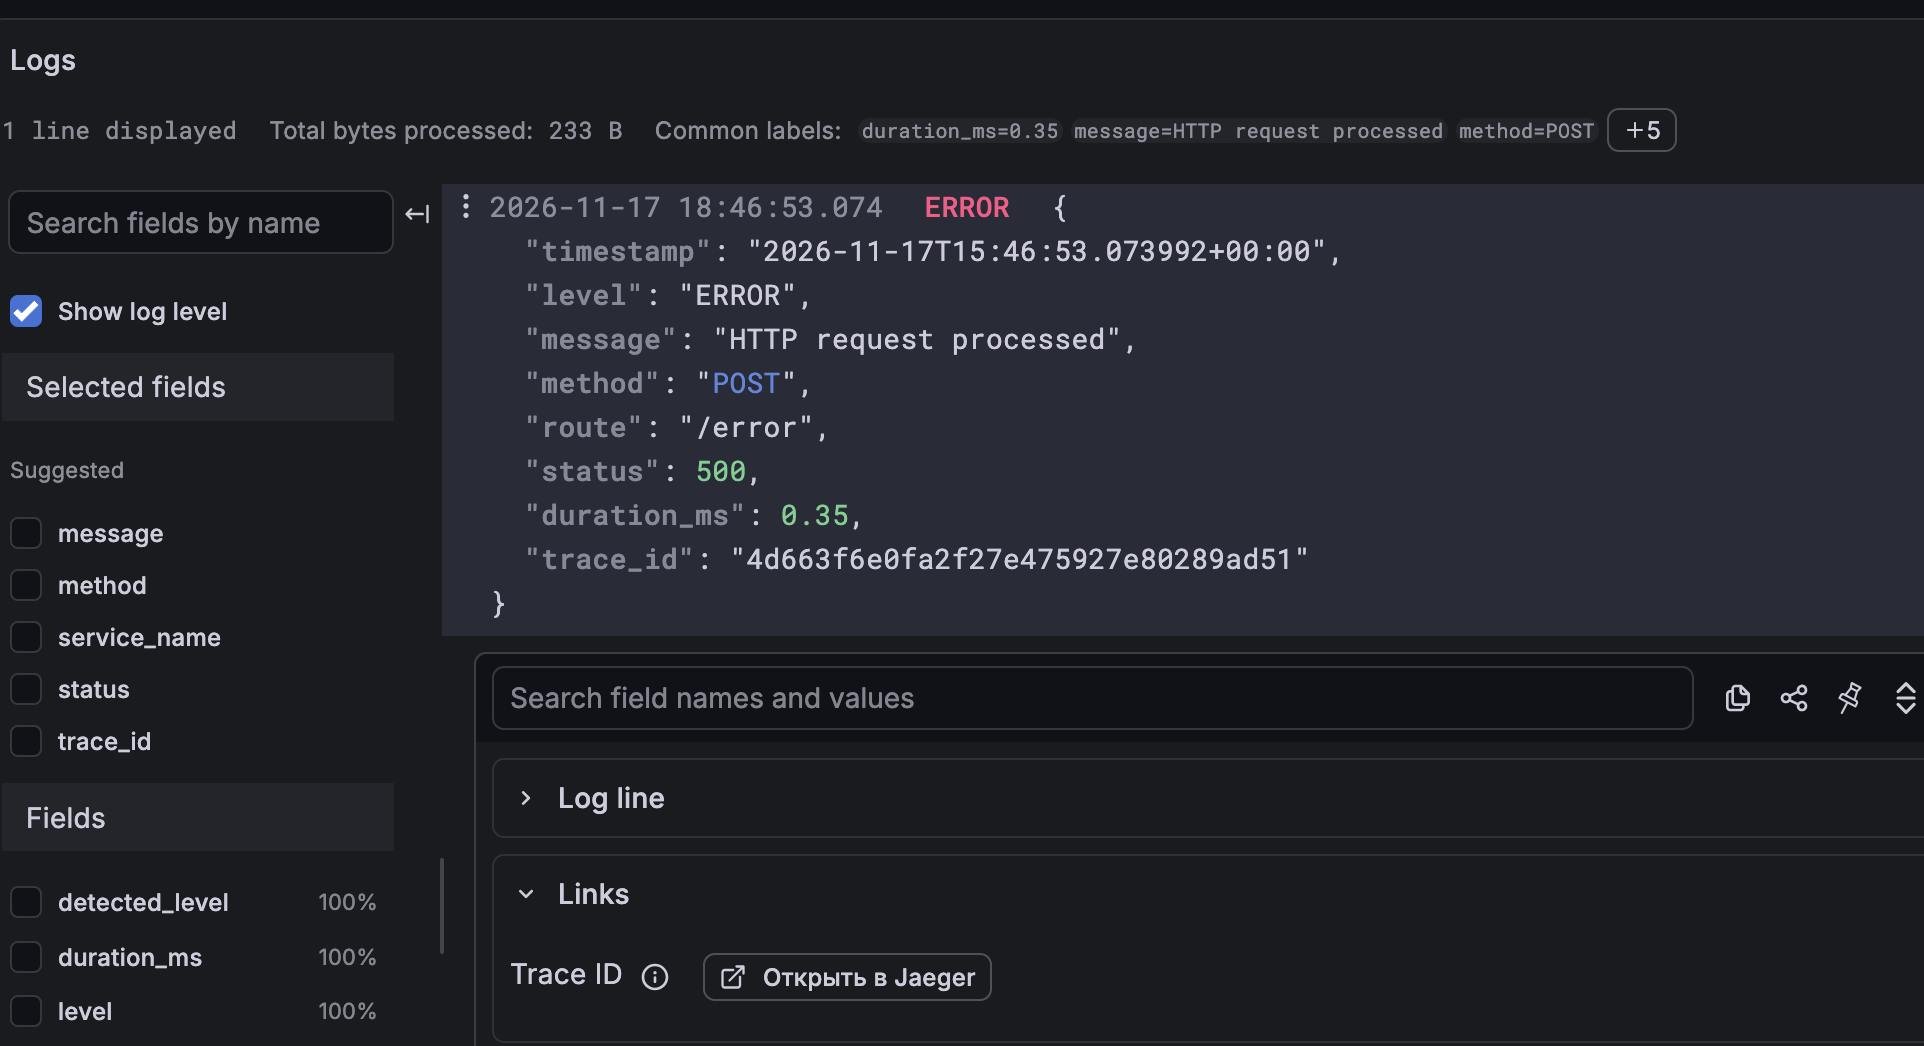 Logs
1 line displayed Total bytes processed: 233 B Common labels: duration_ms=0.35 message=HTTP request processed method=POST +5
Search fields by name
Show log level
Selected fields
Suggested
message
method
service_name
status
trace_id
Fields
detected_level 100%
duration_ms 100%
level 100%
2026-11-17 18:46:53.074 ERROR {
"timestamp": "2026-11-17T15:46:53.073992+00:00",
"level": "ERROR",
"message": "HTTP request processed",
"method": "POST",
"route": "/error",
"status": 500,
"duration_ms": 0.35,
"trace_id": "4d663f6e0fa2f27e475927e80289ad51"
}
Search field names and values
Log line
Links
Trace ID Открыть в Jaeger